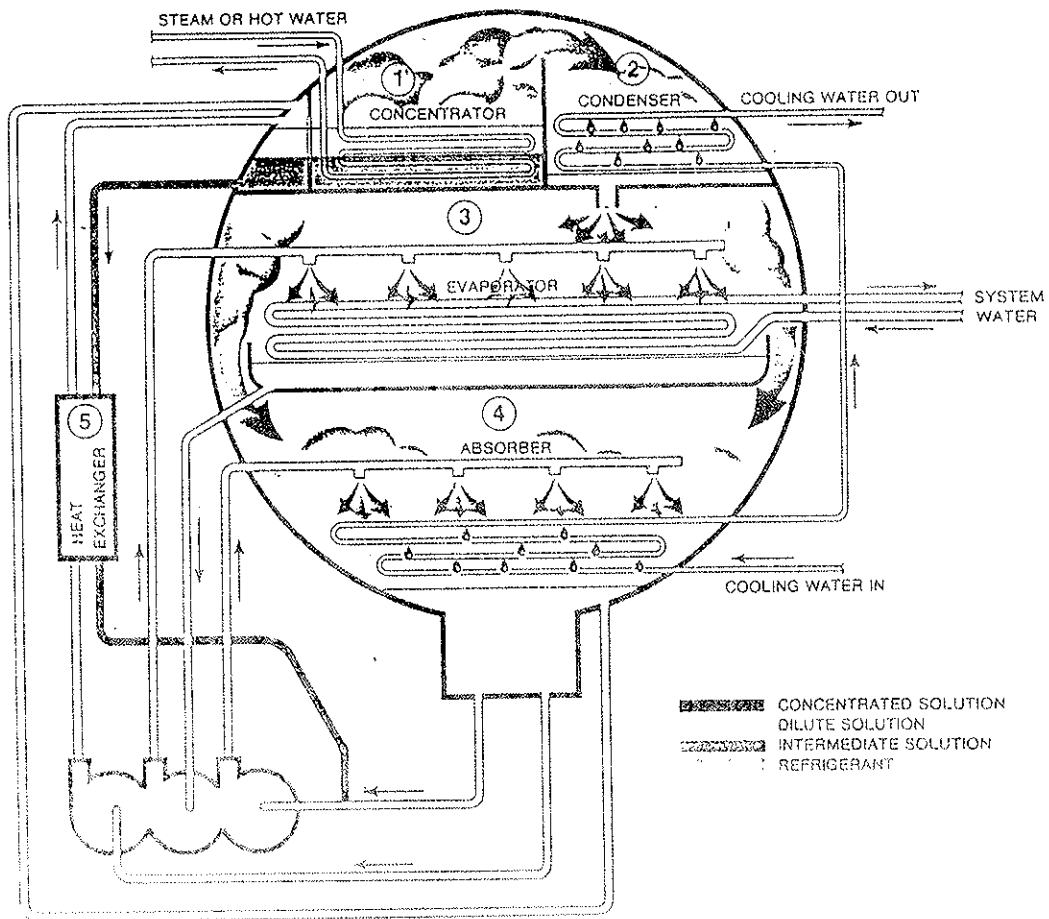 STEAM OR HOT WATER
1
2
CONCENTRATOR
CONDENSER
COOLING WATER OUT
3
EVAPORATOR
SYSTEM
WATER
5
HEAT
EXCHANGER
4
ABSORBER
COOLING WATER IN
CONCENTRATED SOLUTION
DILUTE SOLUTION
INTERMEDIATE SOLUTION
REFRIGERANT